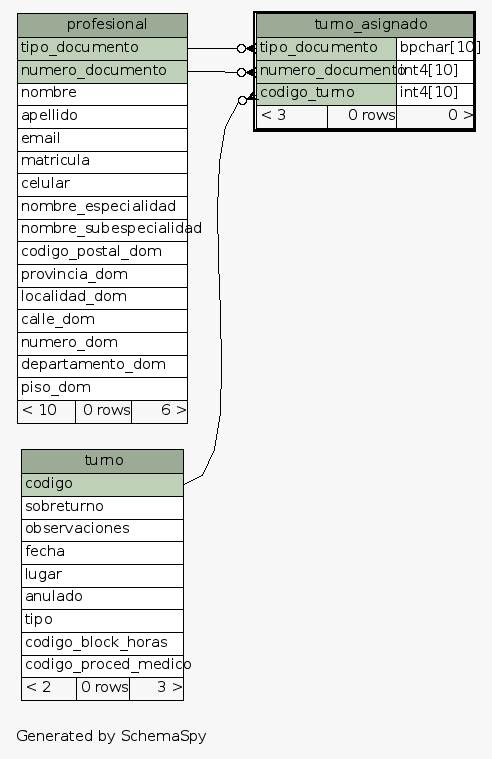 profesional
tipo_documento
numero_documento
nombre
apellido
email
matricula
celular
nombre_especialidad
nombre_subespecialidad
codigo_postal_dom
provincia_dom
localidad_dom
calle_dom
numero_dom
departamento_dom
piso_dom
< 10 0 rows 6 >
turno_asignado
tipo_documento bpchar[10]
numero_documento int4[10]
codigo_turno int4[10]
< 3 0 rows 0 >
turno
codigo
sobreturno
observaciones
fecha
lugar
anulado
tipo
codigo_block_horas
codigo_proced_medico
< 2 0 rows 3 >
Generated by SchemaSpy